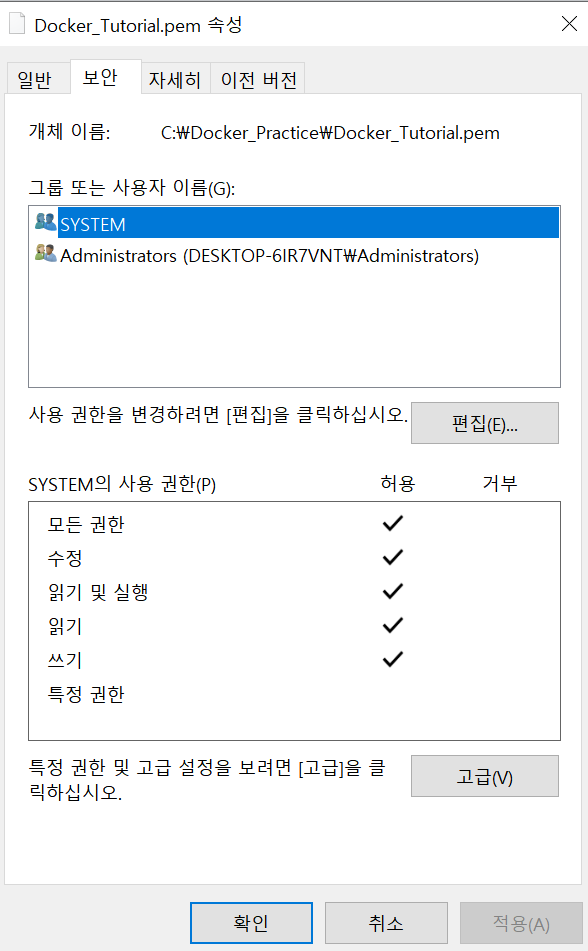 Docker_Tutorial.pem 속성
일반 보안 자세히 이전 버전
개체 이름: C:₩Docker_Practice₩Docker_Tutorial.pem
그룹 또는 사용자 이름(G):
SYSTEM
Administrators (DESKTOP-6IR7VNT₩Administrators)
사용 권한을 변경하려면 [편집]을 클릭하십시오. 편집(E)...
SYSTEM의 사용 권한(P) 허용 거부
모든 권한
수정
읽기 및 실행
읽기
쓰기
특정 권한
특정 권한 및 고급 설정을 보려면 [고급]을 클
릭하십시오.
고급(V)
확인 취소 적용(A)